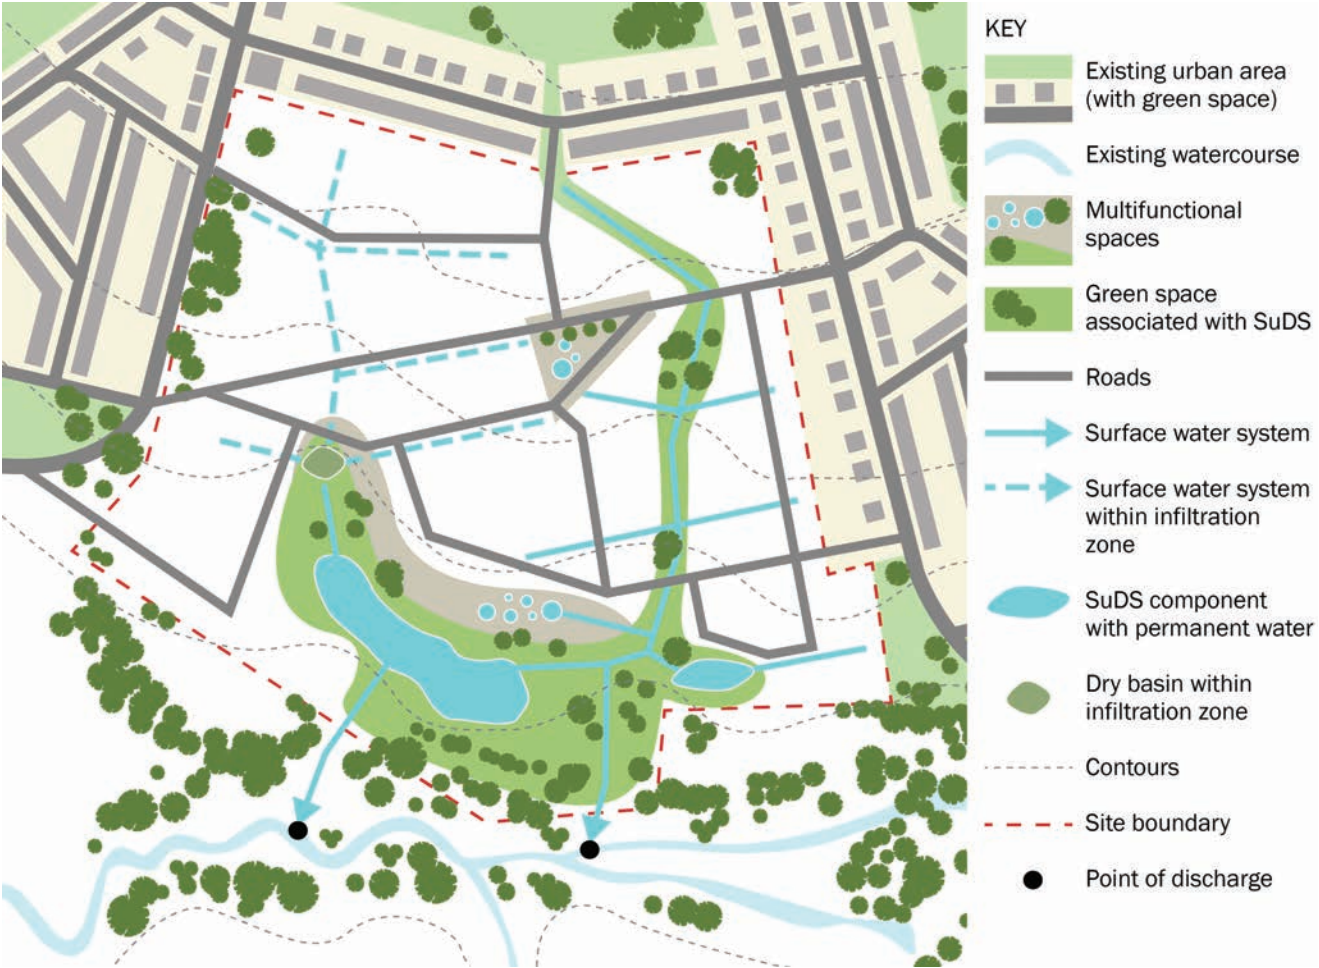 KEY
Existing urban area
(with green space)
Existing watercourse
Multifunctional
spaces
Green space
associated with SuDS
Roads
Surface water system
Surface water system
within infiltration
zone
SuDS component
with permanent water
Dry basin within
infiltration zone
Contours
Site boundary
Point of discharge